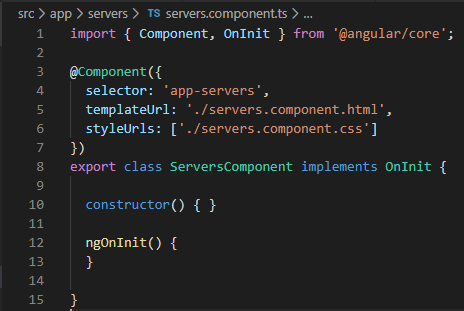 src > app > servers > TS servers.component.ts > ...
1 import { Component, OnInit } from '@angular/core';
2
3 @Component({
4   selector: 'app-servers',
5   templateUrl: './servers.component.html',
6   styleUrls: ['./servers.component.css']
7 })
8 export class ServersComponent implements OnInit {
9
10   constructor() { }
11
12   ngOnInit() {
13   }
14
15 }